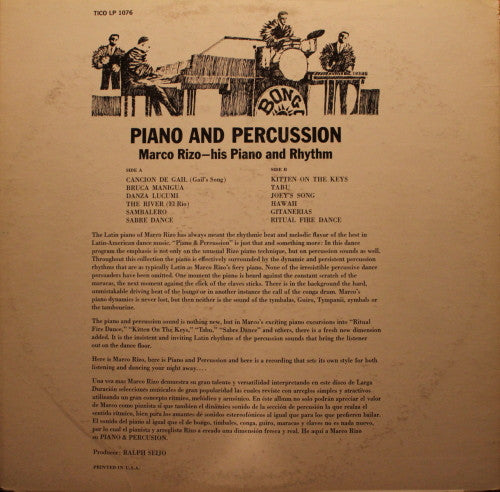 TICO LP 1076
BONGO
PIANO AND PERCUSSION
Marco Rizo—his Piano and Rhythm
SIDE A
CANCION DE GAIL (Gail's Song)
BRUCA MANIGUA
DANZA LUCUMI
THE RIVER (El Rio)
SAMBALERO
SABRE DANCE
SIDE B
KITTEN ON THE KEYS
TABU
JOEY'S SONG
HAWAH
GITANERIAS
RITUAL FIRE DANCE
The Latin piano of Marco Rizo has always meant the rhythmic beat and melodic flavor of the best in
Latin-American dance music. "Piano & Percussion" is just that and something more: In this dance
program the emphasis is not only on the unusual Rizo piano technique, but on percussion sounds as well.
Throughout this collection the piano is effectively surrounded by the dynamic and persistent percussion
rhythms that are as typically Latin as Marco Rizo's fiery piano. None of the irresistible percussive dance
persuaders have been omitted. One moment the piano is heard against the constant scratch of the
maracas, the next moment against the flick of the claves sticks. There is in the background the hard,
unmistakable driving beat of the bongo or in another instance the call of the conga drum. Marco's
piano dynamics is never lost, but then neither is the sound of the tymbalas, Guiro, Tympanii, cymbals or
the tambourine.
The piano and percussion sound is nothing new, but in Marco's exciting piano excursions into "Ritual
Fire Dance," "Kitten On The Keys," "Tabu," "Sabre Dance" and others, there is a fresh new dimension
added. It is the insistent and inviting Latin rhythms of the percussion sounds that bring the listener
out on the dance floor.
Here is Marco Rizo, here is Piano and Percussion and here is a recording that sets its own style for both
listening and dancing your night away....
Una vez mas Marco Rizo demuestra su gran talento y versatilidad interpretando en este disco de Larga
Duración selecciones musicales de gran popularidad las cuales reviste con arreglos simples y atractivos
utilizando un gran concepto rítmico, melódico y armónico. En éste album no solo podrán apreciar el valor
de Marco como pianista si que tambien el dinámico sonido de la sección de percusión la que realza el
sentido rítmico, bien para los amantes de sonidos estereofónicos al igual que para los que prefieren bailar.
El sonido del piano al igual que el de bongo, timbales, conga, guiro, maracas y claves no es nada nuevo,
por lo cual el pianista y arreglista Rizo a creado una dimensión fresca y real. He aquí a Marco Rizo
su PIANO & PERCUSION.
Producer: RALPH SEIJO
PRINTED IN U.S.A.